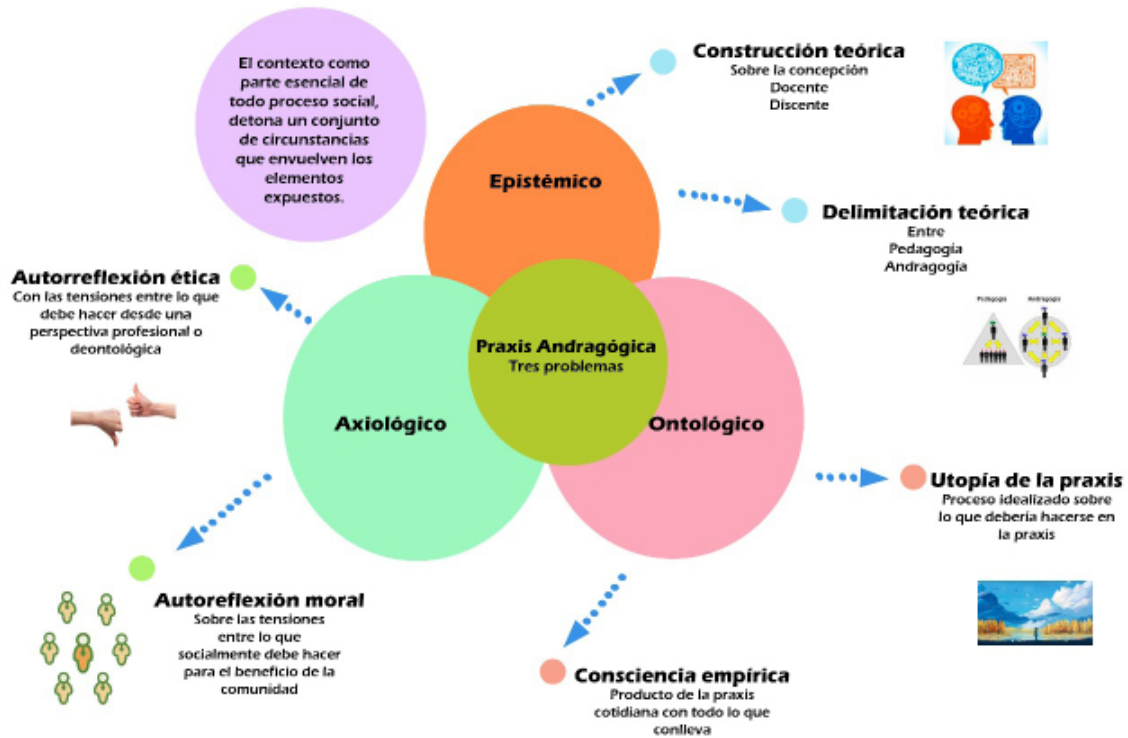 El contexto como
parte esencial de
todo proceso social,
detona un conjunto
de circunstancias
que envuelven los
elementos
expuestos.
Epistémico
Construcción teórica
Sobre la concepción
Docente
Discente
Delimitación teórica
Entre
Pedagogía
Andragogía
Pedagogía
Andragogía
Autorreflexión ética
Con las tensiones entre lo que
debe hacer desde una
perspectiva profesional o
deontológica
Praxis Andragógica
Tres problemas
Axiológico
Ontológico
Utopía de la praxis
Proceso idealizado sobre
lo que debería hacerse en
la praxis
Autoreflexión moral
Sobre las tensiones
entre lo que
socialmente debe hacer
para el beneficio de la
comunidad
Consciencia empírica
Producto de la praxis
cotidiana con todo lo que
conlleva